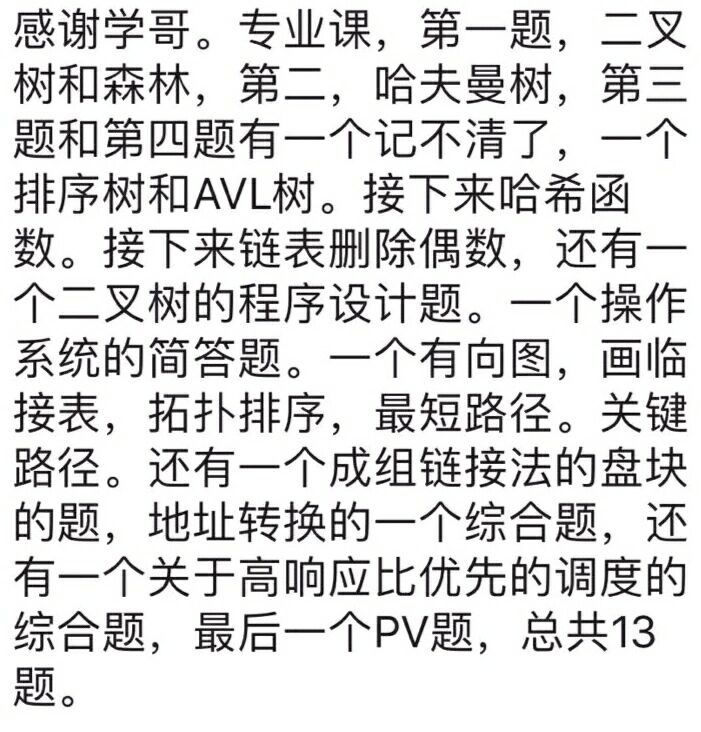 感谢学哥。专业课，第一题，二叉
树和森林，第二，哈夫曼树，第三
题和第四题有一个记不清了，一个
排序树和AVL树。接下来哈希函
数。接下来链表删除偶数，还有一
个二叉树的程序设计题。一个操作
系统的简答题。一个有向图，画临
接表，拓扑排序，最短路径。关键
路径。还有一个成组链接法的盘块
的题，地址转换的一个综合题，还
有一个关于高响应比优先的调度的
综合题，最后一个PV题，总共13
题。